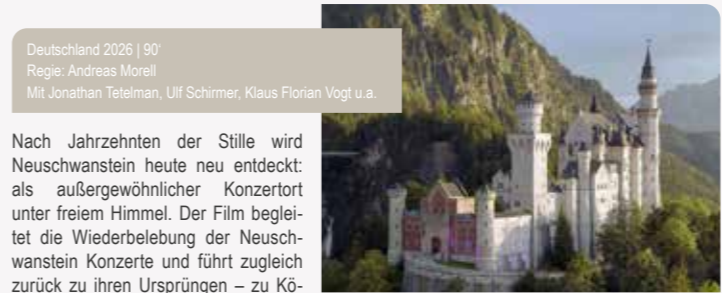 Deutschland 2026 | 90‘
Regie: Andreas Morell
Mit Jonathan Tetelman, Ulf Schirmer, Klaus Florian Vogt u.a.
Nach Jahrzehnten der Stille wird
Neuschwanstein heute neu entdeckt:
als außergewöhnlicher Konzertort
unter freiem Himmel. Der Film beglei-
tet die Wiederbelebung der Neusch-
wanstein Konzerte und führt zugleich
zurück zu ihren Ursprüngen – zu Kö-